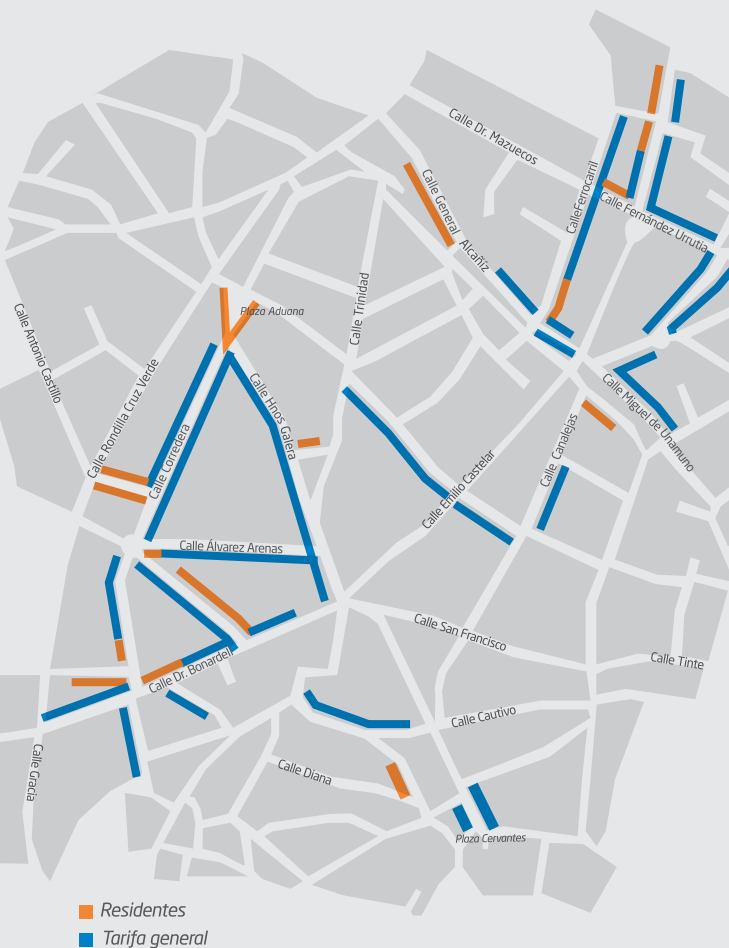 Calle Dr. Mazuecos
CalleFerrocarril
Calle General Alcañiz
Calle Fernández Urrutia
Plaza Aduana
Calle Trinidad
Calle Antonio Castillo
Calle Rondilla Cruz Verde
Calle Hnos Galera
Calle Miguel de Unamuno
Calle Corredera
Calle Canalejas
Calle Emilio Castelar
Calle Álvarez Arenas
Calle San Francisco
Calle Tinte
Calle Dr. Bonardell
Calle Cautivo
Calle Gracia
Calle Diana
Plaza Cervantes
Residentes
Tarifa general